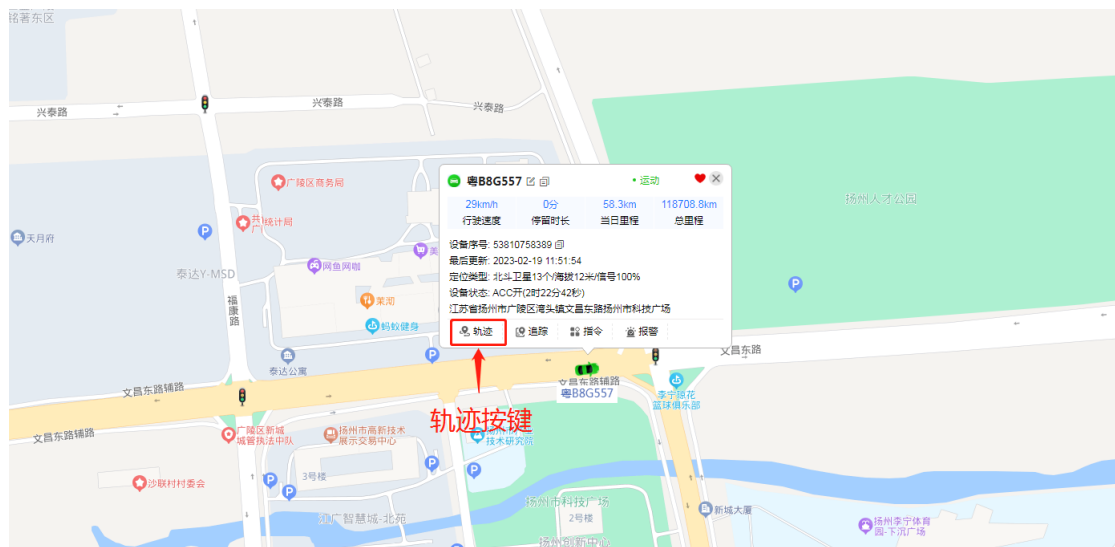 铭著东区
兴泰路
兴泰路
兴泰路
广陵区商务局
统计局
天月府
泰达Y-MSD
网鱼网咖
美
莱浏
蚂蚁健身
福康路
泰达公寓
粤B8G557
运动
29km/h
0分
58.3km
118708.8km
行驶速度
停留时长
当日里程
总里程
设备序号: 53810758389
最后更新: 2023-02-19 11:51:54
定位类型: 北斗卫星13个/海拔12米/信号100%
设备状态: ACC开(2时22分42秒)
江苏省扬州市广陵区湾头镇文昌东路扬州市科技广场
轨迹
追踪
指令
报警
扬州人才公园
文昌东路
文昌东路辅路
文昌东路辅路
文昌东路辅路
粤B8G557
李宁琼花
篮球俱乐部
轨迹按键
技术研究院
广陵区新城
城管执法中队
扬州市高新技术
展示交易中心
3号楼
沙联村村委会
广智慧城-北苑
扬州市科技广场
2号楼
扬州创新中心
新城大厦
扬州李宁体育
园-下沉广场